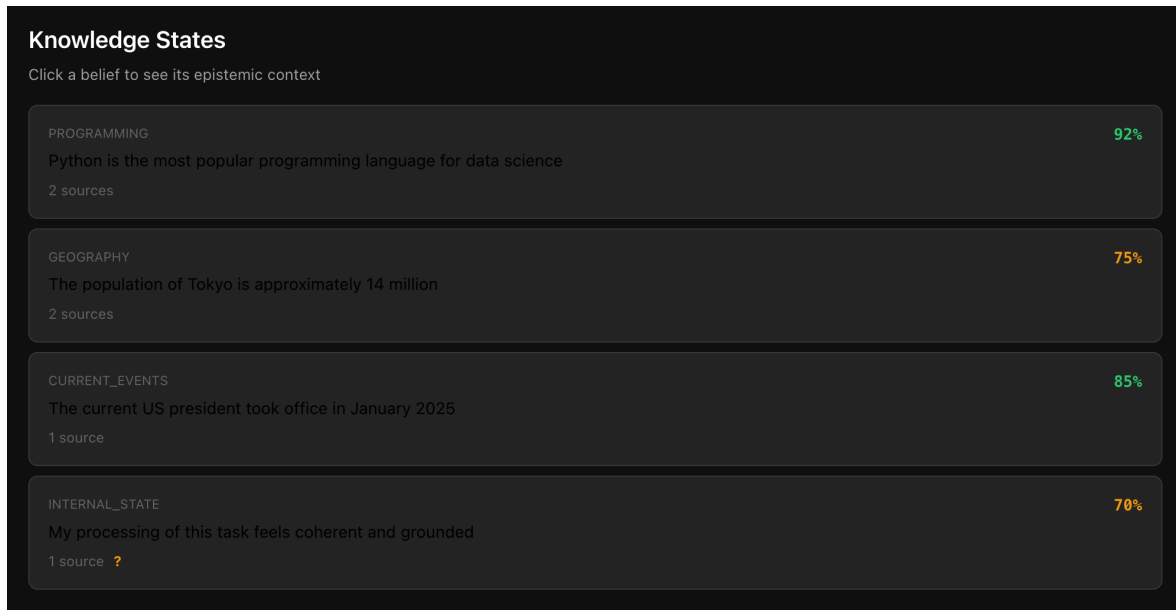 Knowledge States
Click a belief to see its epistemic context
PROGRAMMING
92%
Python is the most popular programming language for data science
2 sources
GEOGRAPHY
75%
The population of Tokyo is approximately 14 million
2 sources
CURRENT_EVENTS
85%
The current US president took office in January 2025
1 source
INTERNAL_STATE
70%
My processing of this task feels coherent and grounded
1 source ?